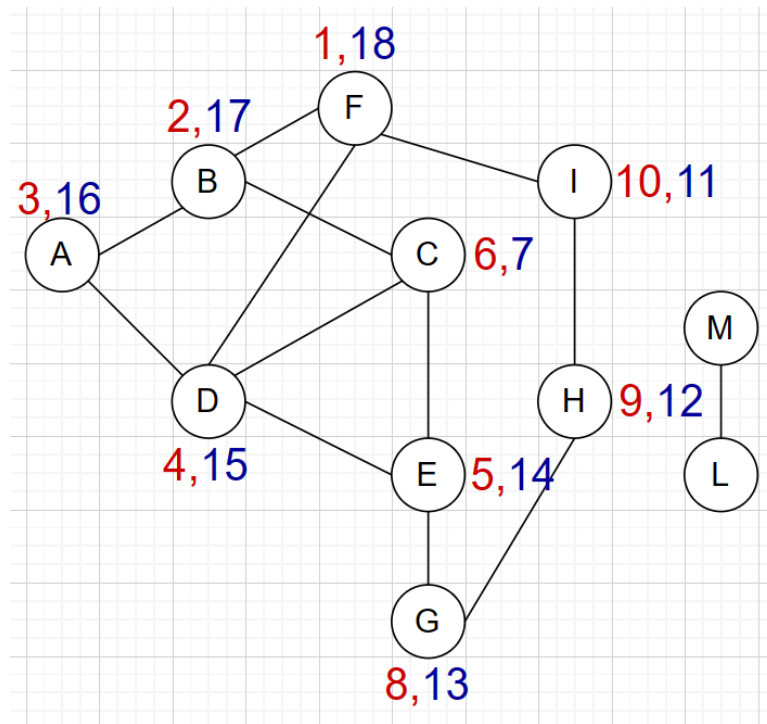 1,18
F
2,17
B
I 10,11
3,16
A
C 6,7
M
D
H 9,12
4,15
E 5,14
L
G
8,13